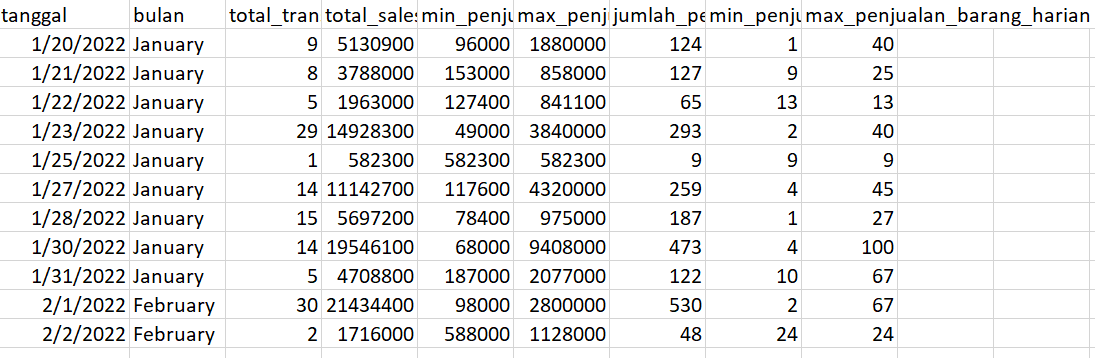 tanggal bulan total_tran total_sales min_penju max_penj jumlah_pe min_penju max_penjualan_barang_harian
1/20/2022 January 9 5130900 96000 1880000 124 1 40
1/21/2022 January 8 3788000 153000 858000 127 9 25
1/22/2022 January 5 1963000 127400 841100 65 13 13
1/23/2022 January 29 14928300 49000 3840000 293 2 40
1/25/2022 January 1 582300 582300 582300 9 9 9
1/27/2022 January 14 11142700 117600 4320000 259 4 45
1/28/2022 January 15 5697200 78400 975000 187 1 27
1/30/2022 January 14 19546100 68000 9408000 473 4 100
1/31/2022 January 5 4708800 187000 2077000 122 10 67
2/1/2022 February 30 21434400 98000 2800000 530 2 67
2/2/2022 February 2 1716000 588000 1128000 48 24 24